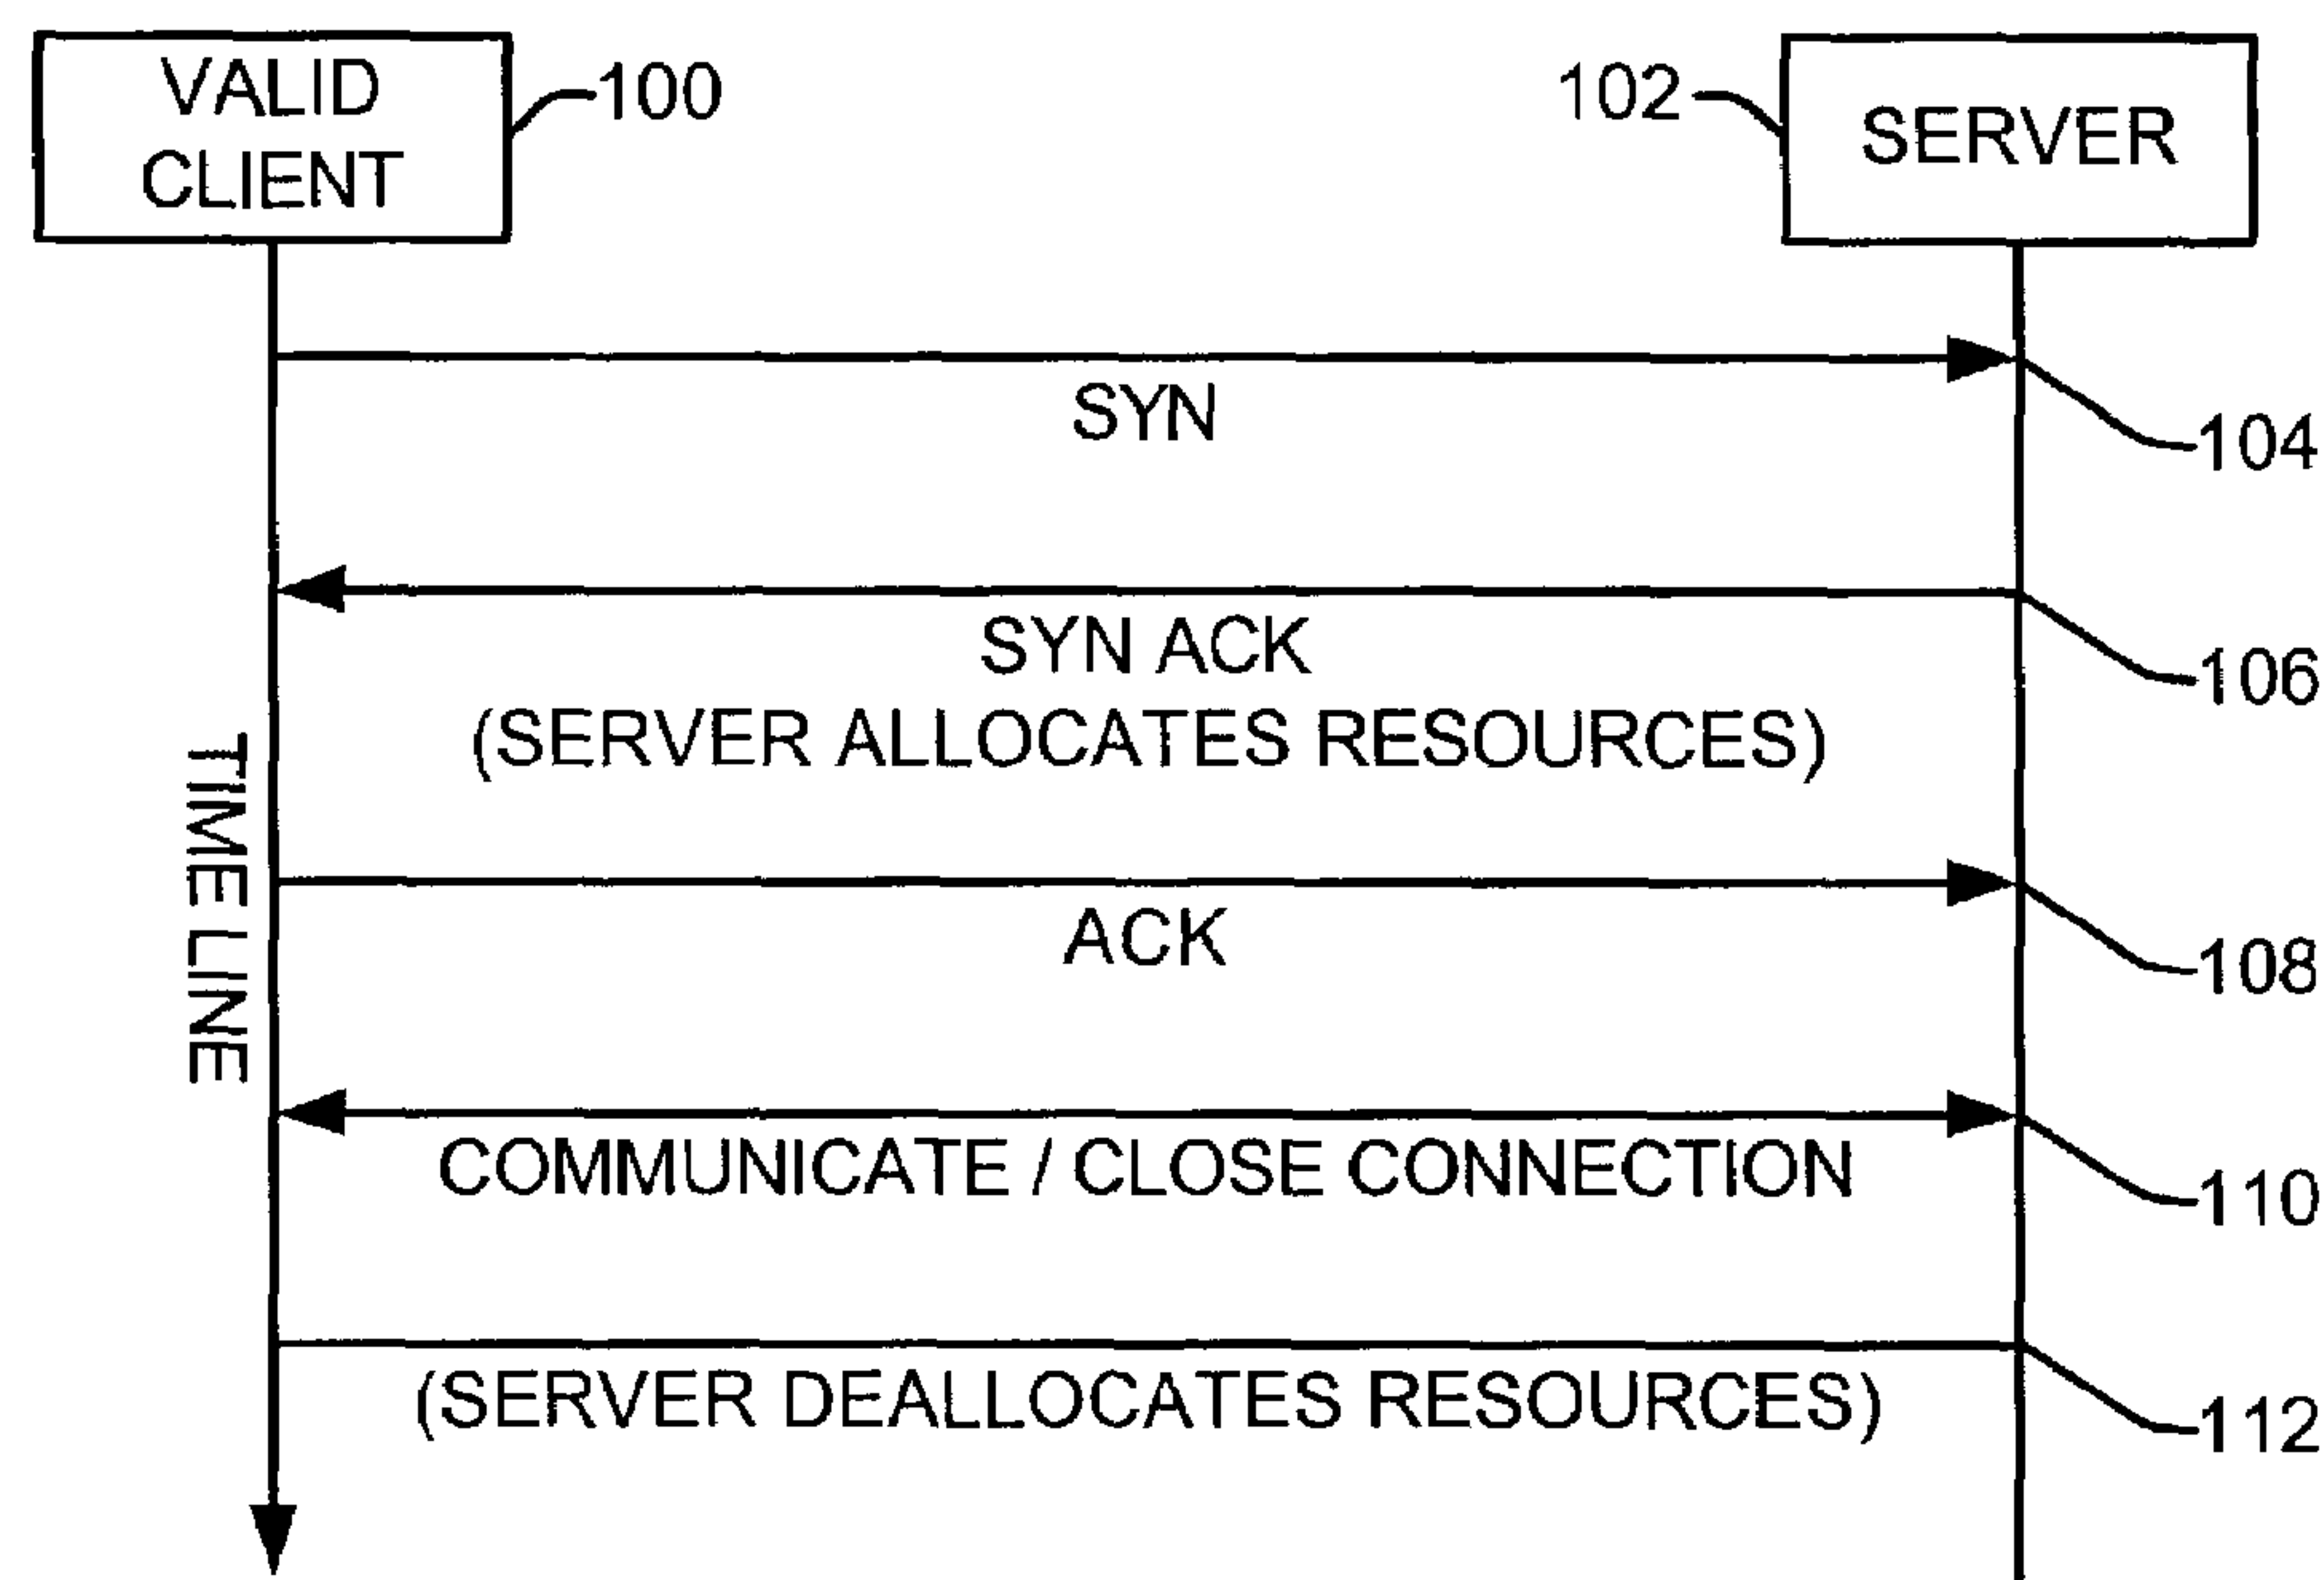 VALID
CLIENT
100
102
SERVER
SYN
104
SYN ACK
(SERVER ALLOCATES RESOURCES)
106
TIME LINE
ACK
108
COMMUNICATE / CLOSE CONNECTION
110
(SERVER DEALLOCATES RESOURCES)
112